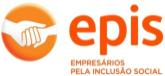 epis
EMPRESÁRIOS
PELA INCLUSÃO SOCIAL